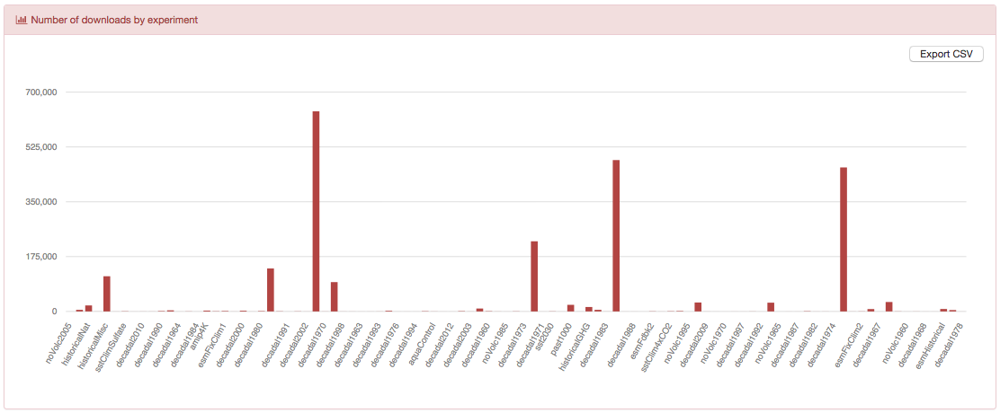 Number of downloads by experiment
Export CSV
700,000
525,000
350,000
175,000
0
noVolc2005
historicalNat
historicalMisc
sstClimSulfate
decadal2010
decadal1990
decadal1964
decadal1984
amip4K
esmFixClim1
decadal2000
decadal1980
decadal1991
decadal2002
decadal1970
decadal1998
decadal1963
decadal1993
decadal1976
decadal1994
aquaControl
decadal2012
decadal2003
decadal1960
noVolc1985
decadal1973
decadal1971
sst2030
past1000
historicalGHG
decadal1983
decadal1988
esmFdbk2
sstClim4xCO2
noVolc1995
decadal2009
noVolc1970
decadal1997
decadal1992
noVolc1965
decadal1987
decadal1982
decadal1974
esmFixClim2
decadal1967
noVolc1960
decadal1968
esmHistorical
decadal1978